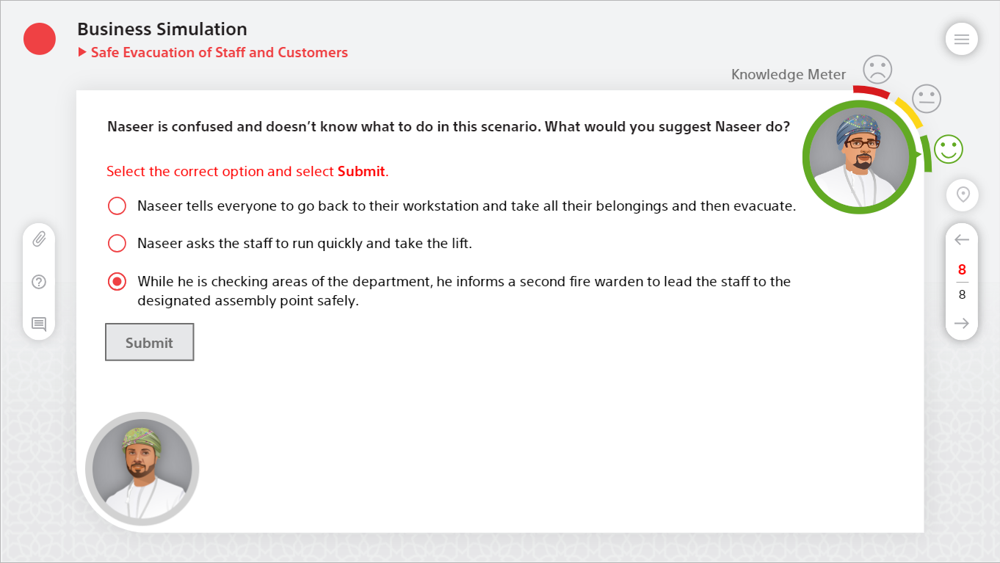 Business Simulation
Safe Evacuation of Staff and Customers
Knowledge Meter
Naseer is confused and doesn’t know what to do in this scenario. What would you suggest Naseer do?
Select the correct option and select Submit.
Naseer tells everyone to go back to their workstation and take all their belongings and then evacuate.
Naseer asks the staff to run quickly and take the lift.
While he is checking areas of the department, he informs a second fire warden to lead the staff to the
designated assembly point safely.
Submit
8
8